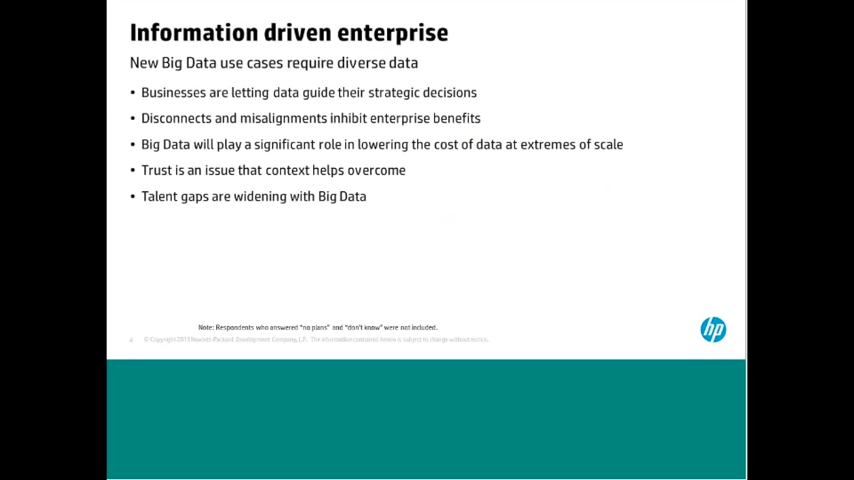 Information driven enterprise
New Big Data use cases require diverse data
• Businesses are letting data guide their strategic decisions
• Disconnects and misalignments inhibit enterprise benefits
• Big Data will play a significant role in lowering the cost of data at extremes of scale
• Trust is an issue that context helps overcome
• Talent gaps are widening with Big Data
Note: Respondents who answered "no plans" and "don't know" were not included.
4 © Copyright 2013 Hewlett-Packard Development Company, L.P. The information contained herein is subject to change without notice.
hp